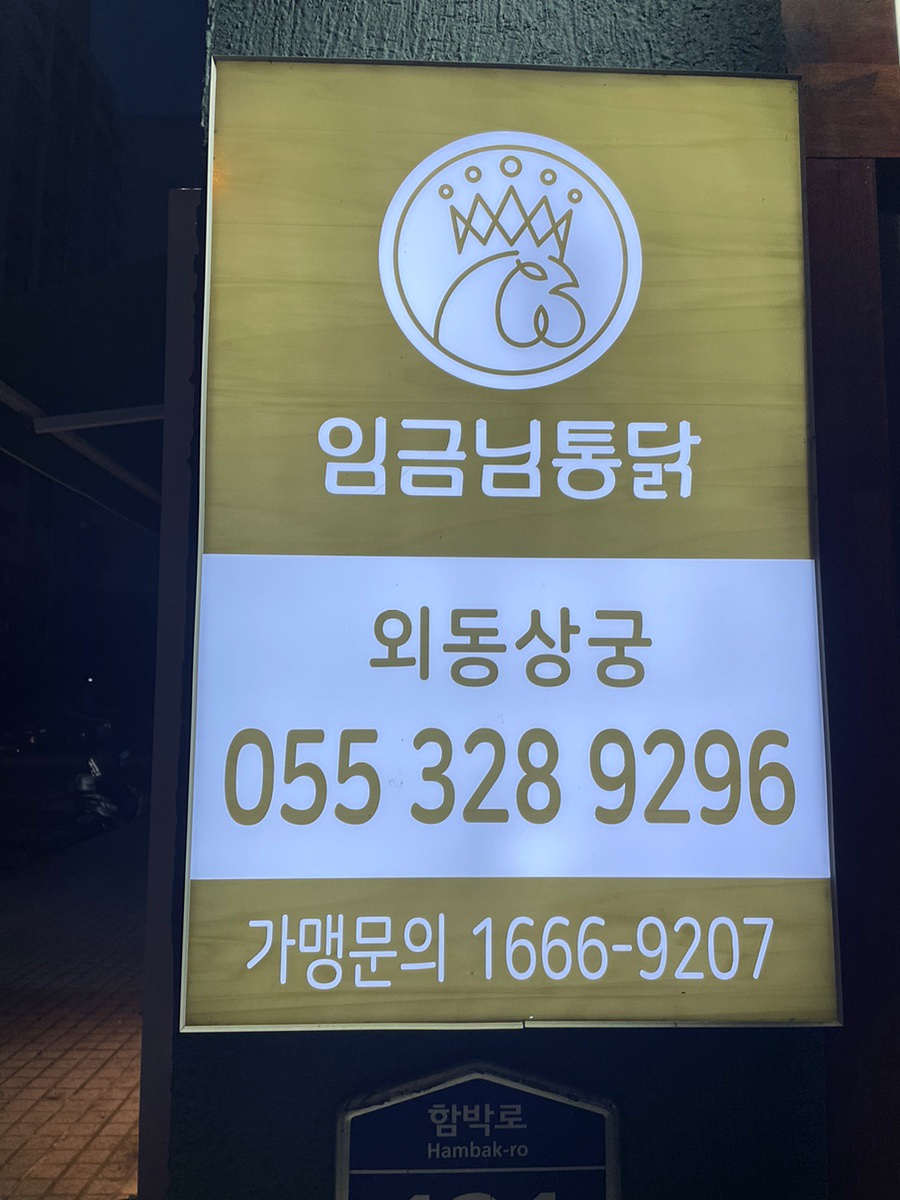 임금님통닭
외동상궁
055 328 9296
가맹문의 1666-9207
함박로
Hambak-ro